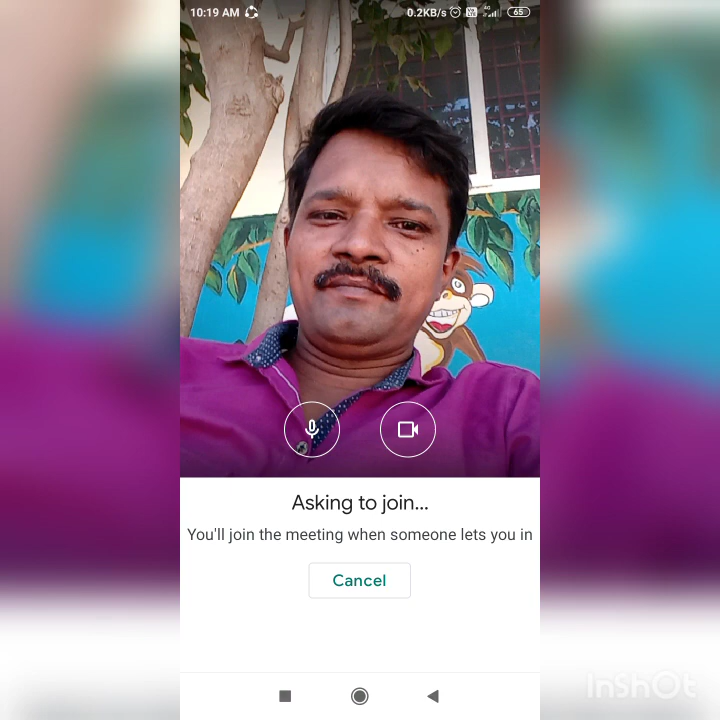 10:19 AM 0.2KB/s 4G 65
Asking to join...
You'll join the meeting when someone lets you in
Cancel
InShOt